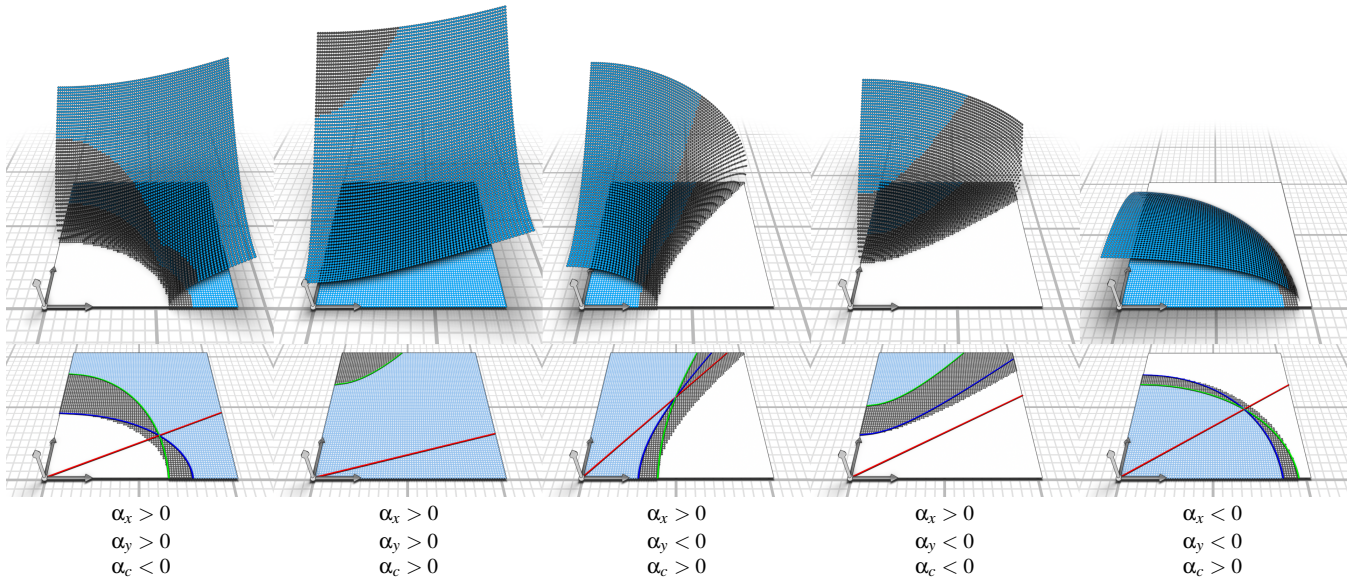 αx > 0 αx > 0 αx > 0 αx > 0 αx < 0
αy > 0 αy > 0 αy < 0 αy < 0 αy < 0
αc < 0 αc > 0 αc > 0 αc < 0 αc > 0